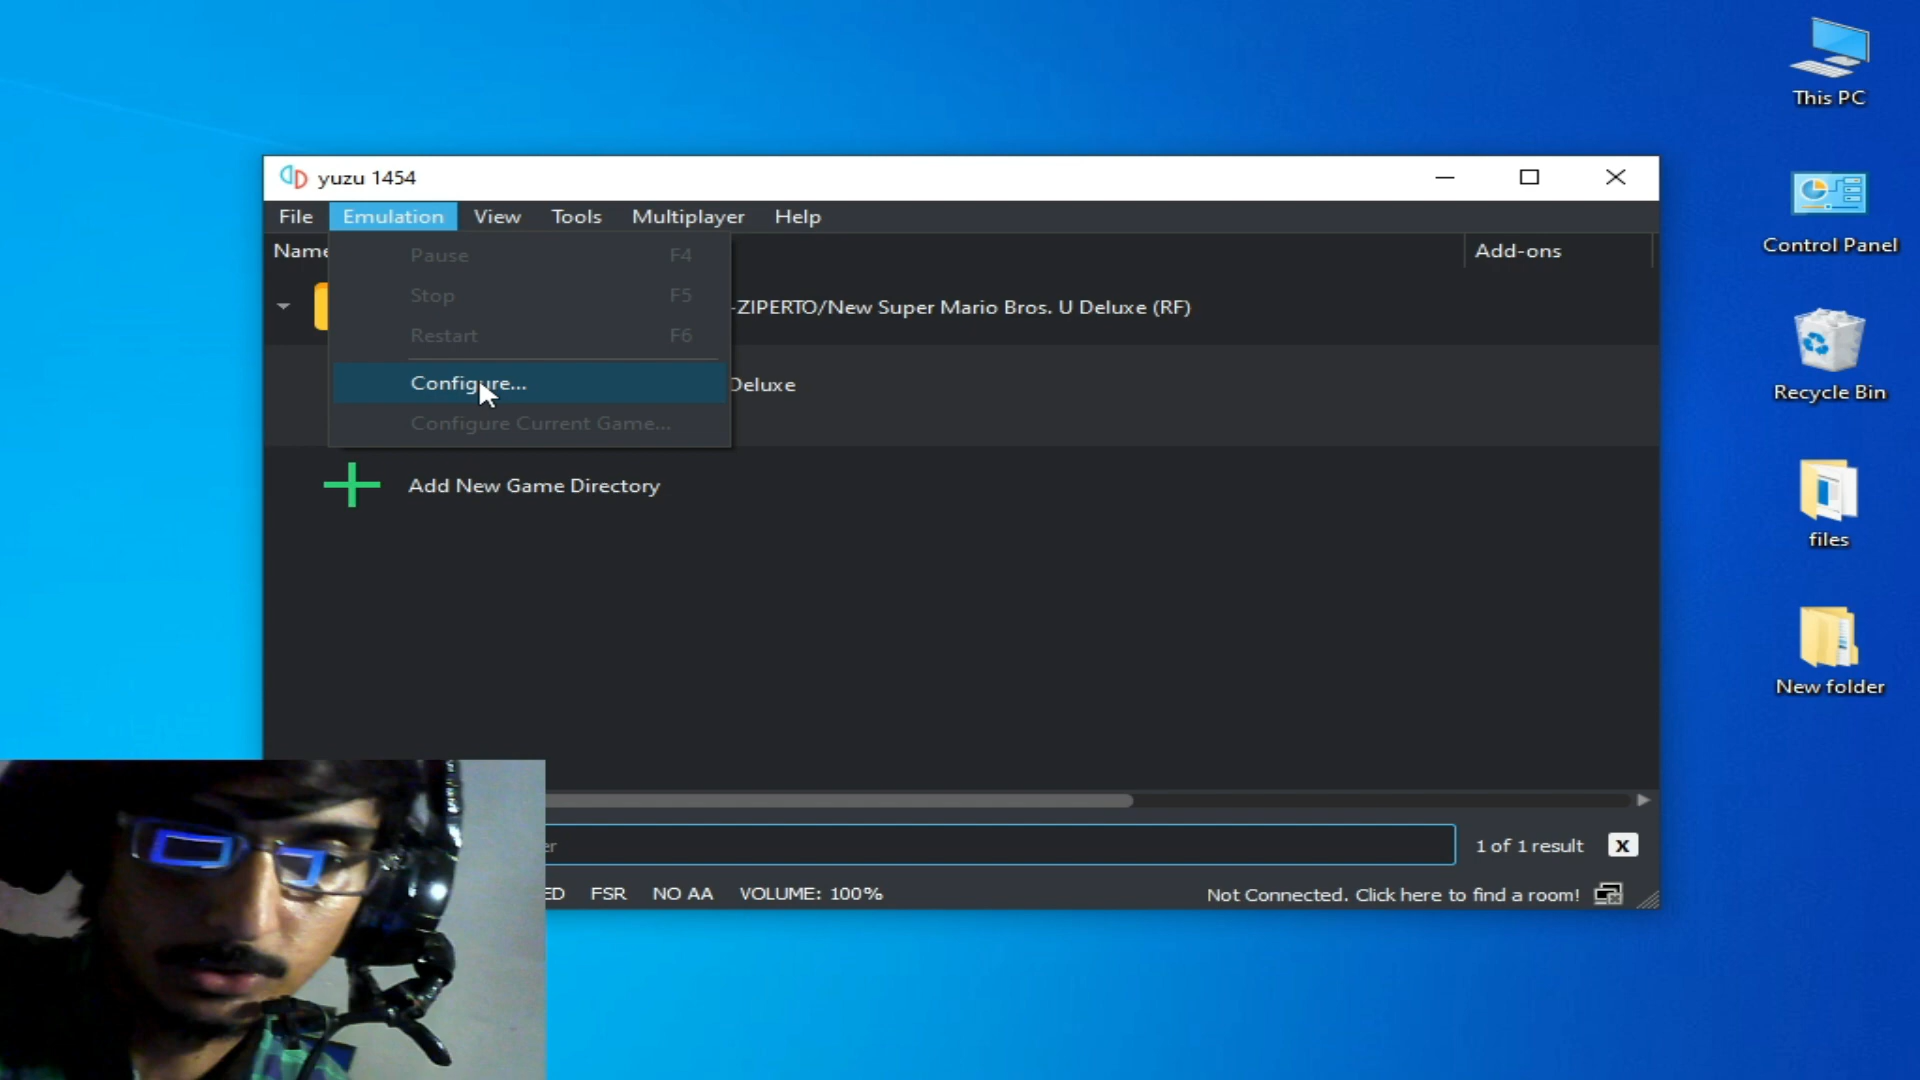 This PC
yuzu 1454
File Emulation View Tools Multiplayer Help
Control Panel
Name Add-ons
Pause F4
Stop F5
-ZIPERTO/New Super Mario Bros. U Deluxe (RF)
Restart F6
Configure...
Deluxe
Recycle Bin
Configure Current Game...
Add New Game Directory
files
New folder
er
1 of 1 result X
ED FSR NO AA VOLUME: 100% Not Connected. Click here to find a room!